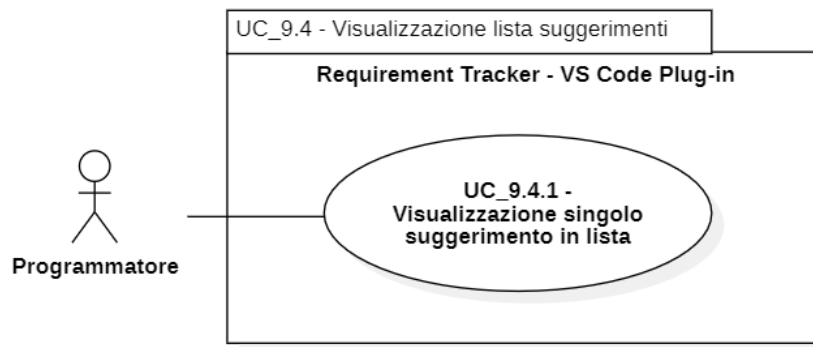 UC_9.4 - Visualizzazione lista suggerimenti
Requirement Tracker - VS Code Plug-in
UC_9.4.1 -
Visualizzazione singolo
suggerimento in lista
Programmatore